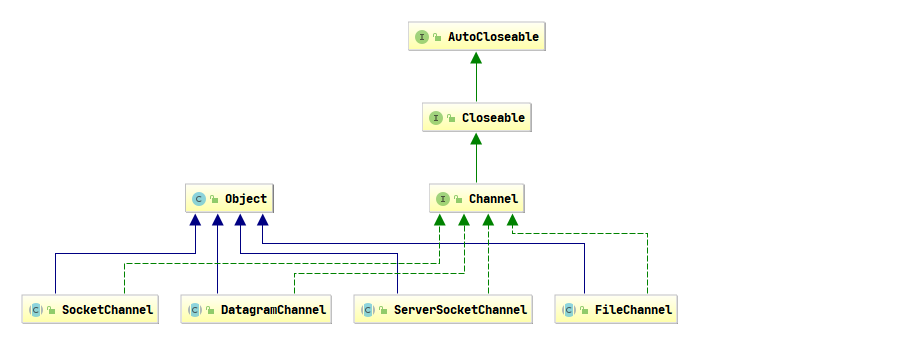 AutoCloseable
Closeable
Object
Channel
SocketChannel
DatagramChannel
ServerSocketChannel
FileChannel